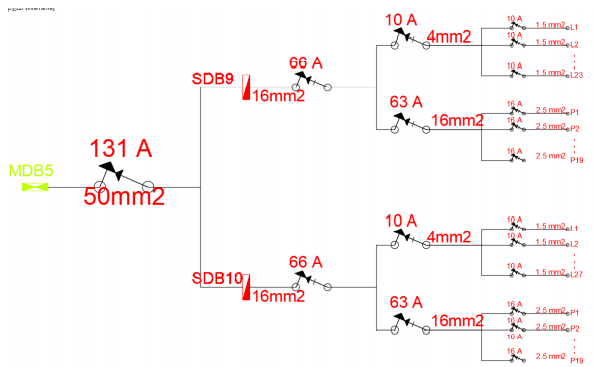 10 A
10 A 1.5 mm2 L1
4mm2 10 A 1.5 mm2 L2
66 A
SDB9
10 A 1.5 mm2 L23
16mm2
63 A
16 A 2.5 mm2 P1
16mm2 16 A 2.5 mm2 P2
131 A
16 A 2.5 mm2 P19
MDB5
50mm2
10 A
10 A 1.5 mm2 L1
4mm2 10 A 1.5 mm2 L2
66 A
SDB10
10 A 1.5 mm2 L27
16mm2
63 A
16 A 2.5 mm2 P1
16mm2 16 A 2.5 mm2 P2
10 A
16 A 2.5 mm2 P19